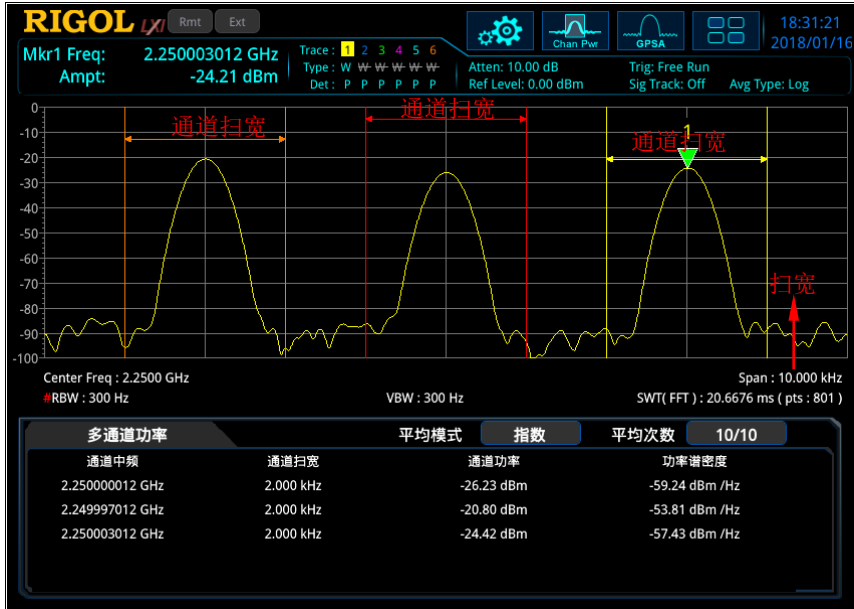 RIGOL LXI Rmt Ext
Chan Pwr GPSA
18:31:21
2018/01/16
Mkr1 Freq: 2.250003012 GHz
Ampt: -24.21 dBm
Trace: 1 2 3 4 5 6
Type: W W W W W W
Det: P P P P P P
Atten: 10.00 dB
Ref Level: 0.00 dBm
Trig: Free Run
Sig Track: Off Avg Type: Log
0
-10
-20
-30
-40
-50
-60
-70
-80
-90
-100
通道扫宽
通道扫宽
通道扫宽
1
扫宽
Center Freq : 2.2500 GHz Span : 10.000 kHz
#RBW : 300 Hz VBW : 300 Hz SWT( FFT ) : 20.6676 ms ( pts : 801 )
多通道功率 平均模式 指数 平均次数 10/10
通道中频 通道扫宽 通道功率 功率谱密度
2.250000012 GHz 2.000 kHz -26.23 dBm -59.24 dBm /Hz
2.249997012 GHz 2.000 kHz -20.80 dBm -53.81 dBm /Hz
2.250003012 GHz 2.000 kHz -24.42 dBm -57.43 dBm /Hz